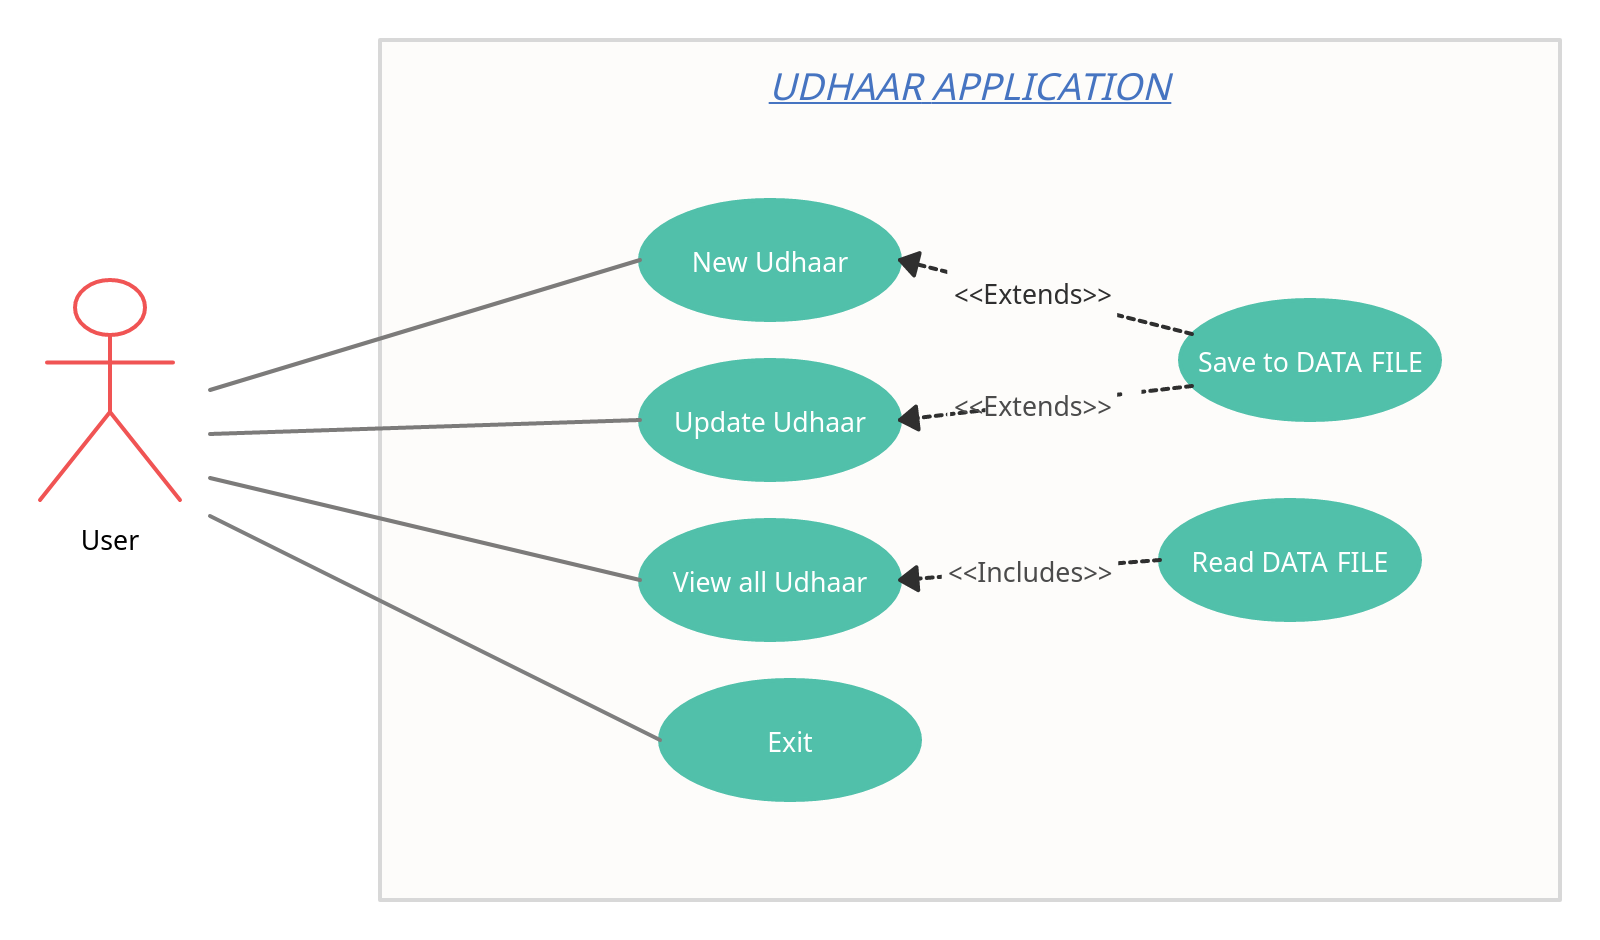 UDHAAR APPLICATION
New Udhaar
<<Extends>>
Save to DATA FILE
Update Udhaar
<<Extends>>
User
View all Udhaar
<<Includes>>
Read DATA FILE
Exit